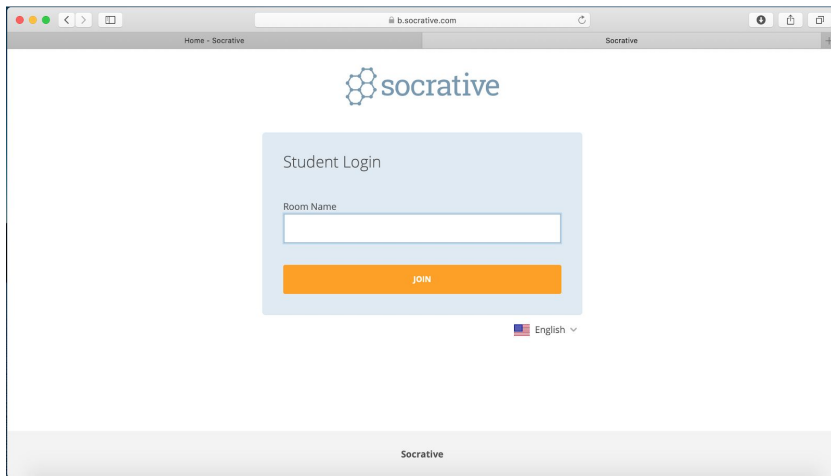 b.socrative.com
Home - Socrative
Socrative
socrative
Student Login
Room Name
JOIN
English
Socrative